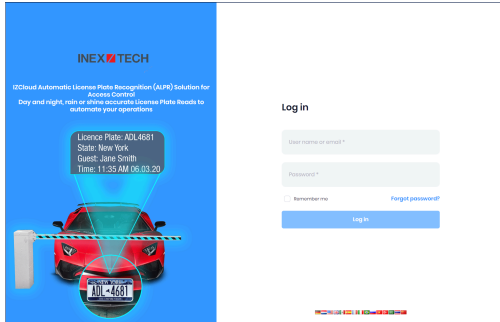 INEX TECH
IZCloud Automatic License Plate Recognition (ALPR) Solution for
Access Control
Day and night, rain or shine accurate License Plate Reads to
automate your operations
Licence Plate: ADL4681
State: New York
Guest: Jane Smith
Time: 11:35 AM 06.03.20
NEW YORK
ADL-4681
Log in
User name or email *
Password *
Remember me
Forgot password?
Log in